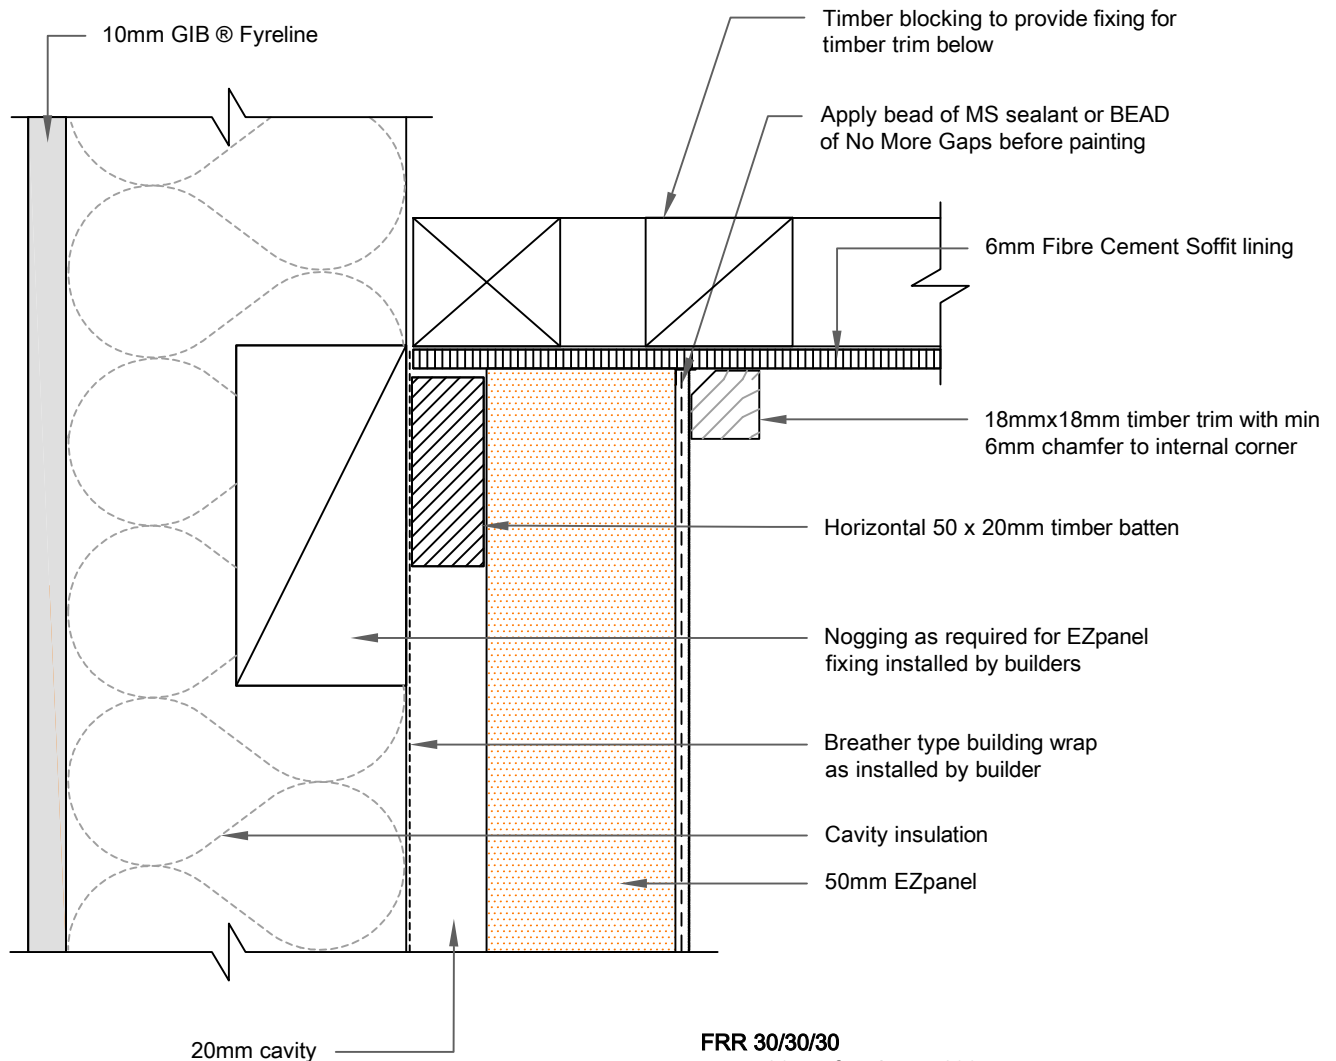 10mm GIB ® Fyreline
Timber blocking to provide fixing for
timber trim below
Apply bead of MS sealant or BEAD
of No More Gaps before painting
6mm Fibre Cement Soffit lining
18mmx18mm timber trim with min
6mm chamfer to internal corner
Horizontal 50 x 20mm timber batten
Nogging as required for EZpanel
fixing installed by builders
Breather type building wrap
as installed by builder
Cavity insulation
50mm EZpanel
20mm cavity
FRR 30/30/30